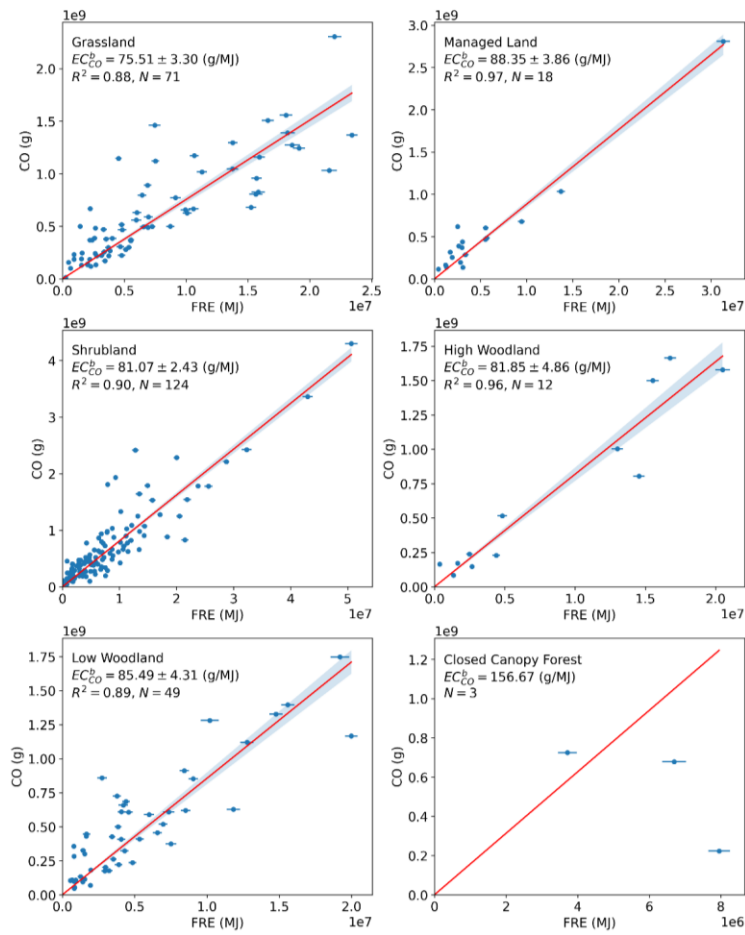 1e9
Grassland
EC^b_CO = 75.51 ± 3.30 (g/MJ)
R² = 0.88, N = 71
CO (g)
2.0
1.5
1.0
0.5
0.0
0.0 0.5 1.0 1.5 2.0 2.5
FRE (MJ)
1e7
1e9
Managed Land
EC^b_CO = 88.35 ± 3.86 (g/MJ)
R² = 0.97, N = 18
CO (g)
3.0
2.5
2.0
1.5
1.0
0.5
0.0
0.0 0.5 1.0 1.5 2.0 2.5 3.0
FRE (MJ)
1e7
1e9
Shrubland
EC^b_CO = 81.07 ± 2.43 (g/MJ)
R² = 0.90, N = 124
CO (g)
4
3
2
1
0
0 1 2 3 4 5
FRE (MJ)
1e7
1e9
High Woodland
EC^b_CO = 81.85 ± 4.86 (g/MJ)
R² = 0.96, N = 12
CO (g)
1.75
1.50
1.25
1.00
0.75
0.50
0.25
0.00
0.0 0.5 1.0 1.5 2.0
FRE (MJ)
1e7
1e9
Low Woodland
EC^b_CO = 85.49 ± 4.31 (g/MJ)
R² = 0.89, N = 49
CO (g)
1.75
1.50
1.25
1.00
0.75
0.50
0.25
0.00
0.0 0.5 1.0 1.5 2.0
FRE (MJ)
1e7
1e9
Closed Canopy Forest
EC^b_CO = 156.67 (g/MJ)
N = 3
CO (g)
1.2
1.0
0.8
0.6
0.4
0.2
0.0
0 2 4 6 8
FRE (MJ)
1e6